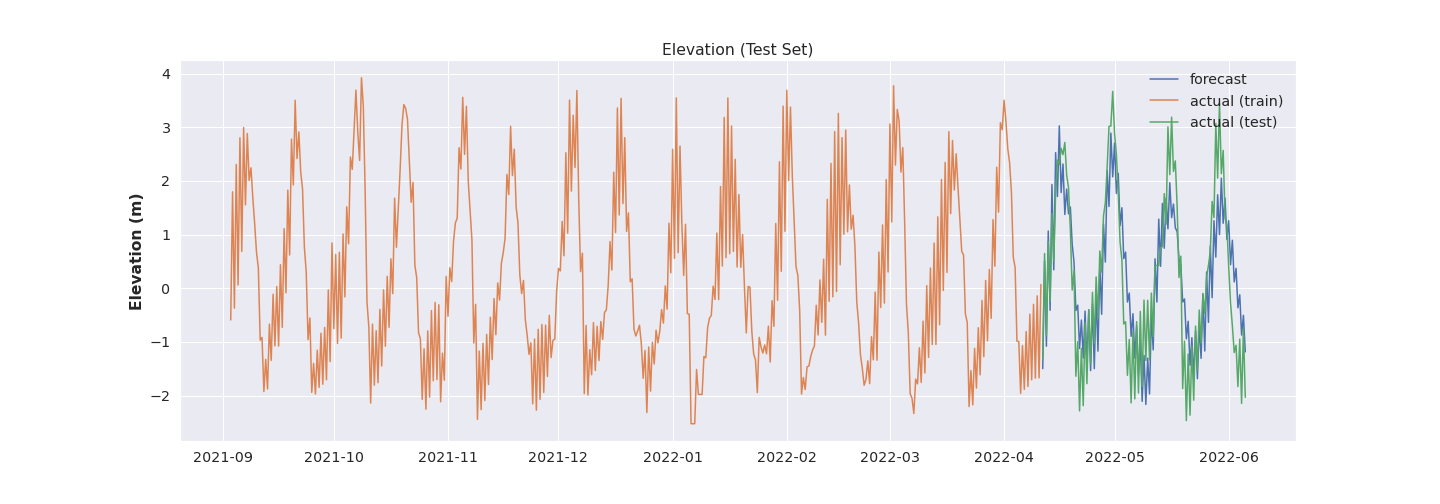 Elevation (Test Set)
Elevation (m)
4
3
2
1
0
−1
−2
forecast
actual (train)
actual (test)
2021-09 2021-10 2021-11 2021-12 2022-01 2022-02 2022-03 2022-04 2022-05 2022-06